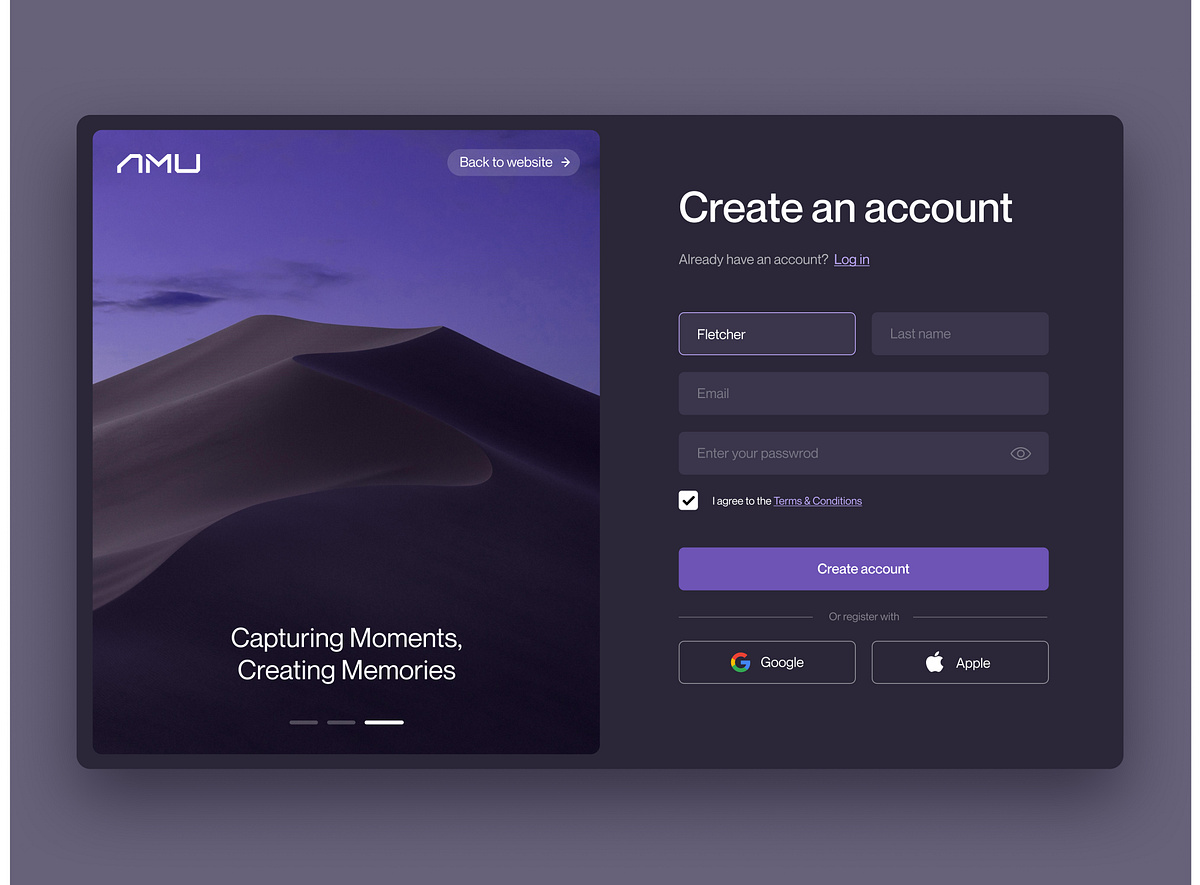 AMU
Back to website
Create an account
Already have an account? Log in
Fletcher
Last name
Email
Enter your passwrod
I agree to the Terms & Conditions
Create account
Or register with
Google
Apple
Capturing Moments,
Creating Memories